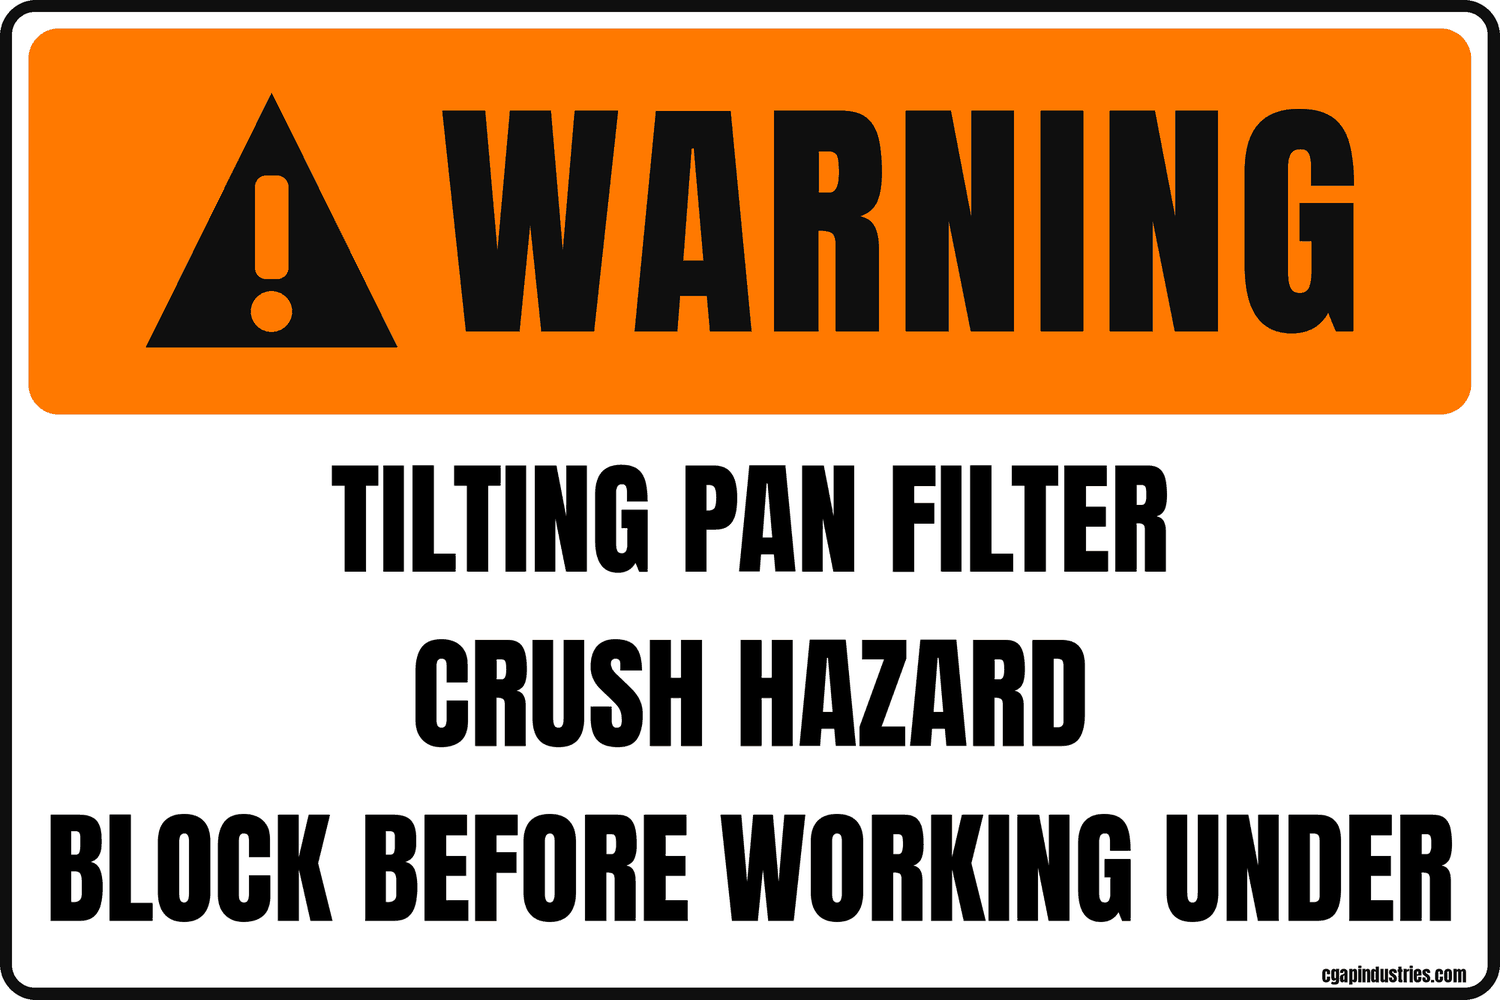 WARNING
TILTING PAN FILTER
CRUSH HAZARD
BLOCK BEFORE WORKING UNDER
cgapindustries.com